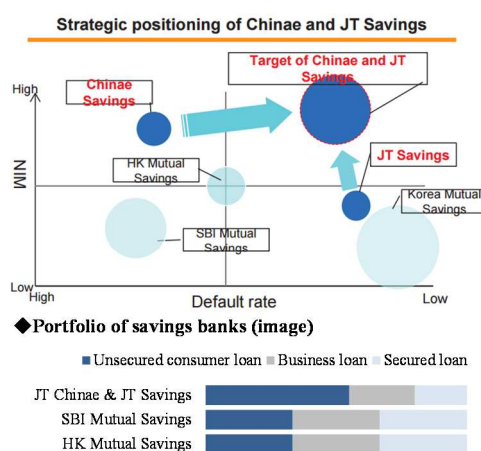 Strategic positioning of Chinae and JT Savings
Target of Chinae and JT
Savings
High
Chinae
Savings
NIM
HK Mutual
Savings
JT Savings
Korea Mutual
Savings
SBI Mutual
Savings
Low
High
Default rate
Low
◆Portfolio of savings banks (image)
Unsecured consumer loan Business loan Secured loan
JT Chinae & JT Savings
SBI Mutual Savings
HK Mutual Savings